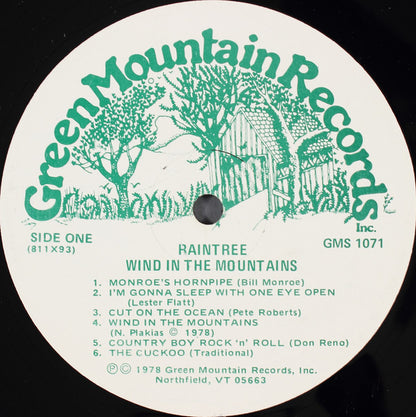 Green Mountain Records
Inc.
SIDE ONE
(811X93)
GMS 1071
RAINTREE
WIND IN THE MOUNTAINS
1. MONROE'S HORNPIPE (Bill Monroe)
2. I'M GONNA SLEEP WITH ONE EYE OPEN
(Lester Flatt)
3. CUT ON THE OCEAN (Pete Roberts)
4. WIND IN THE MOUNTAINS
(N. Plakias © 1978)
5. COUNTRY BOY ROCK 'n' ROLL (Don Reno)
6. THE CUCKOO (Traditional)
℗ © 1978 Green Mountain Records, Inc.
Northfield, VT 05663